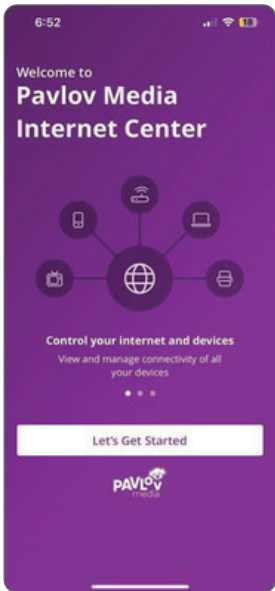 6:52
18
Welcome to
Pavlov Media
Internet Center
Control your internet and devices
View and manage connectivity of all
your devices
Let's Get Started
PAVLOV
media